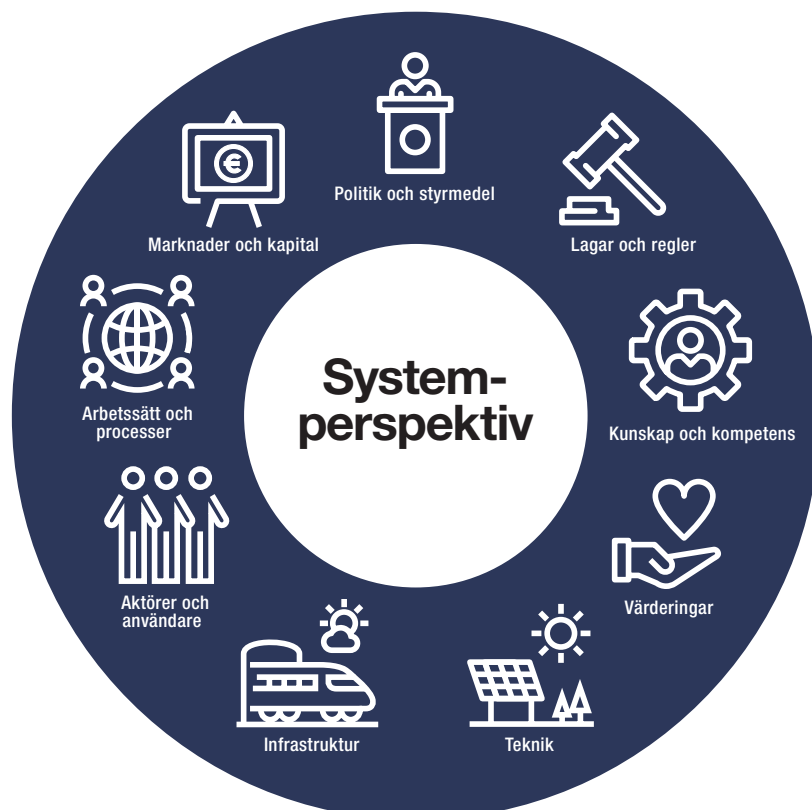 Politik och styrmedel
Lagar och regler
Kunskap och kompetens
Värderingar
Teknik
Infrastruktur
Aktörer och
användare
Arbetssätt och
processer
Marknader och kapital
€
System-
perspektiv